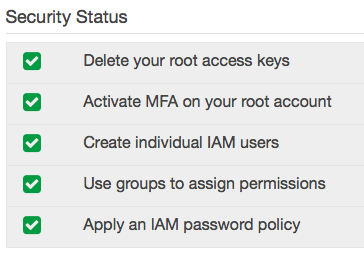 Security Status
Delete your root access keys
Activate MFA on your root account
Create individual IAM users
Use groups to assign permissions
Apply an IAM password policy